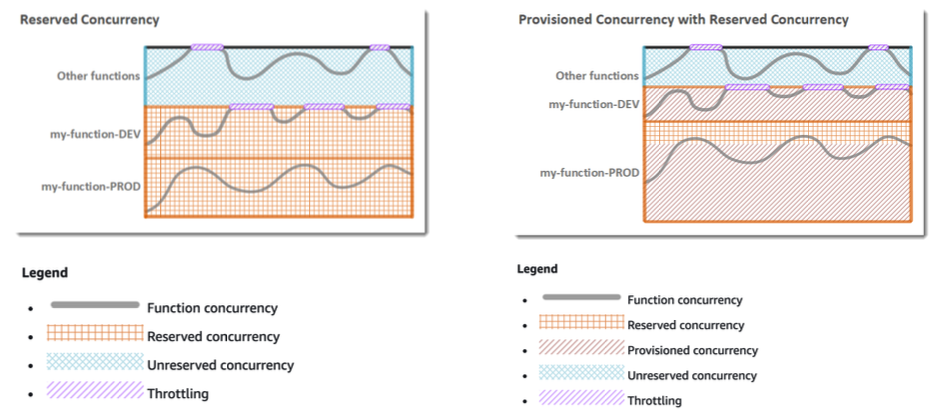 Reserved Concurrency
Other functions
my-function-DEV
my-function-PROD
Legend
Function concurrency
Reserved concurrency
Unreserved concurrency
Throttling
Provisioned Concurrency with Reserved Concurrency
Other functions
my-function-DEV
my-function-PROD
Legend
Function concurrency
Reserved concurrency
Provisioned concurrency
Unreserved concurrency
Throttling